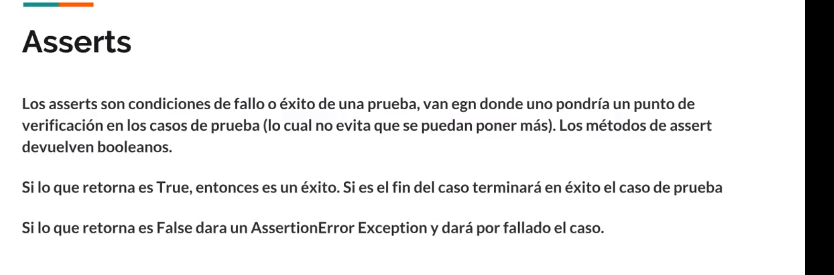 Asserts
Los asserts son condiciones de fallo o éxito de una prueba, van egn donde uno pondría un punto de
verificación en los casos de prueba (lo cual no evita que se puedan poner más). Los métodos de assert
devuelven booleanos.
Si lo que retorna es True, entonces es un éxito. Si es el fin del caso terminará en éxito el caso de prueba
Si lo que retorna es False dara un AssertionError Exception y dará por fallado el caso.